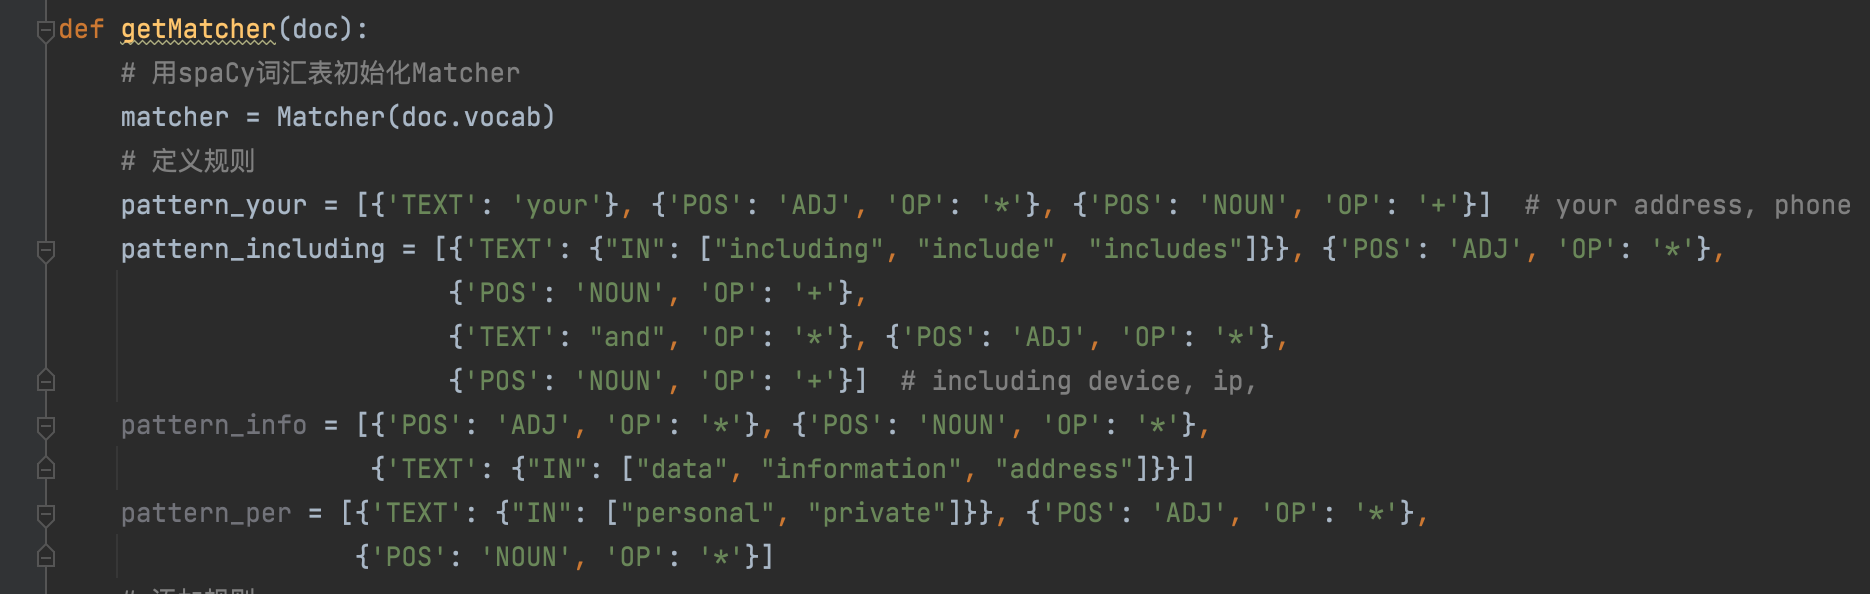 def getMatcher(doc):
# 用spaCy词汇表初始化Matcher
matcher = Matcher(doc.vocab)
# 定义规则
pattern_your = [{'TEXT': 'your'}, {'POS': 'ADJ', 'OP': '*'}, {'POS': 'NOUN', 'OP': '+'}]  # your address, phone
pattern_including = [{'TEXT': {"IN": ["including", "include", "includes"]}}, {'POS': 'ADJ', 'OP': '*'},
{'POS': 'NOUN', 'OP': '+'},
{'TEXT': "and", 'OP': '*'}, {'POS': 'ADJ', 'OP': '*'},
{'POS': 'NOUN', 'OP': '+'}]  # including device, ip,
pattern_info = [{'POS': 'ADJ', 'OP': '*'}, {'POS': 'NOUN', 'OP': '*'},
{'TEXT': {"IN": ["data", "information", "address"]}}]
pattern_per = [{'TEXT': {"IN": ["personal", "private"]}}, {'POS': 'ADJ', 'OP': '*'},
{'POS': 'NOUN', 'OP': '*'}]